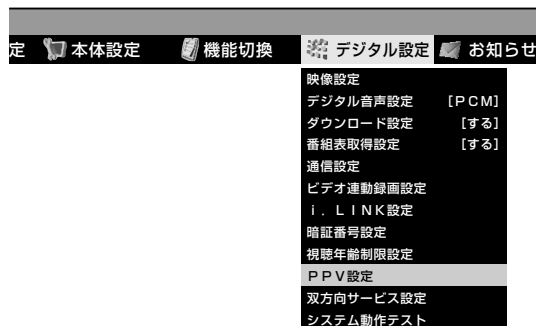 定 本体設定 機能切換 デジタル設定 お知らせ
映像設定
デジタル音声設定 [PCM]
ダウンロード設定 [する]
番組表取得設定 [する]
通信設定
ビデオ連動録画設定
i．LINK設定
暗証番号設定
視聴年齢制限設定
PPV設定
双方向サービス設定
システム動作テスト